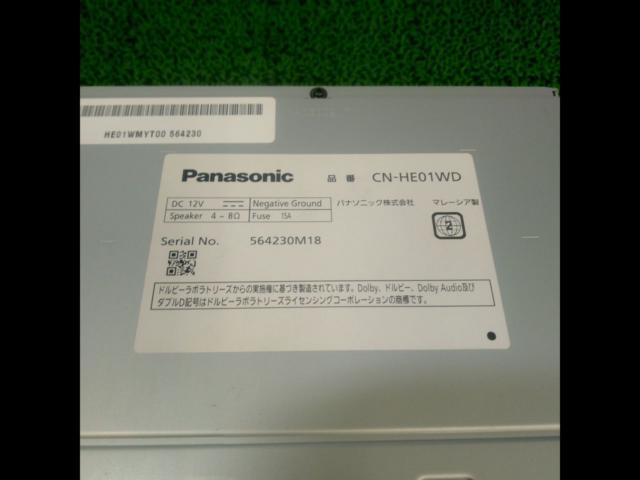 HE01WMYT00 564230
Panasonic 品番 CN-HE01WD
DC 12V Negative Ground パナソニック株式会社 マレーシア製
Speaker 4-8Ω Fuse 15A
2
Serial No. 564230M18
ドルビーラボラトリーズからの実施権に基づき製造されています。Dolby、ドルビー、Dolby Audio及び
ダブルD記号はドルビーラボラトリーズライセンシングコーポレーションの商標です。